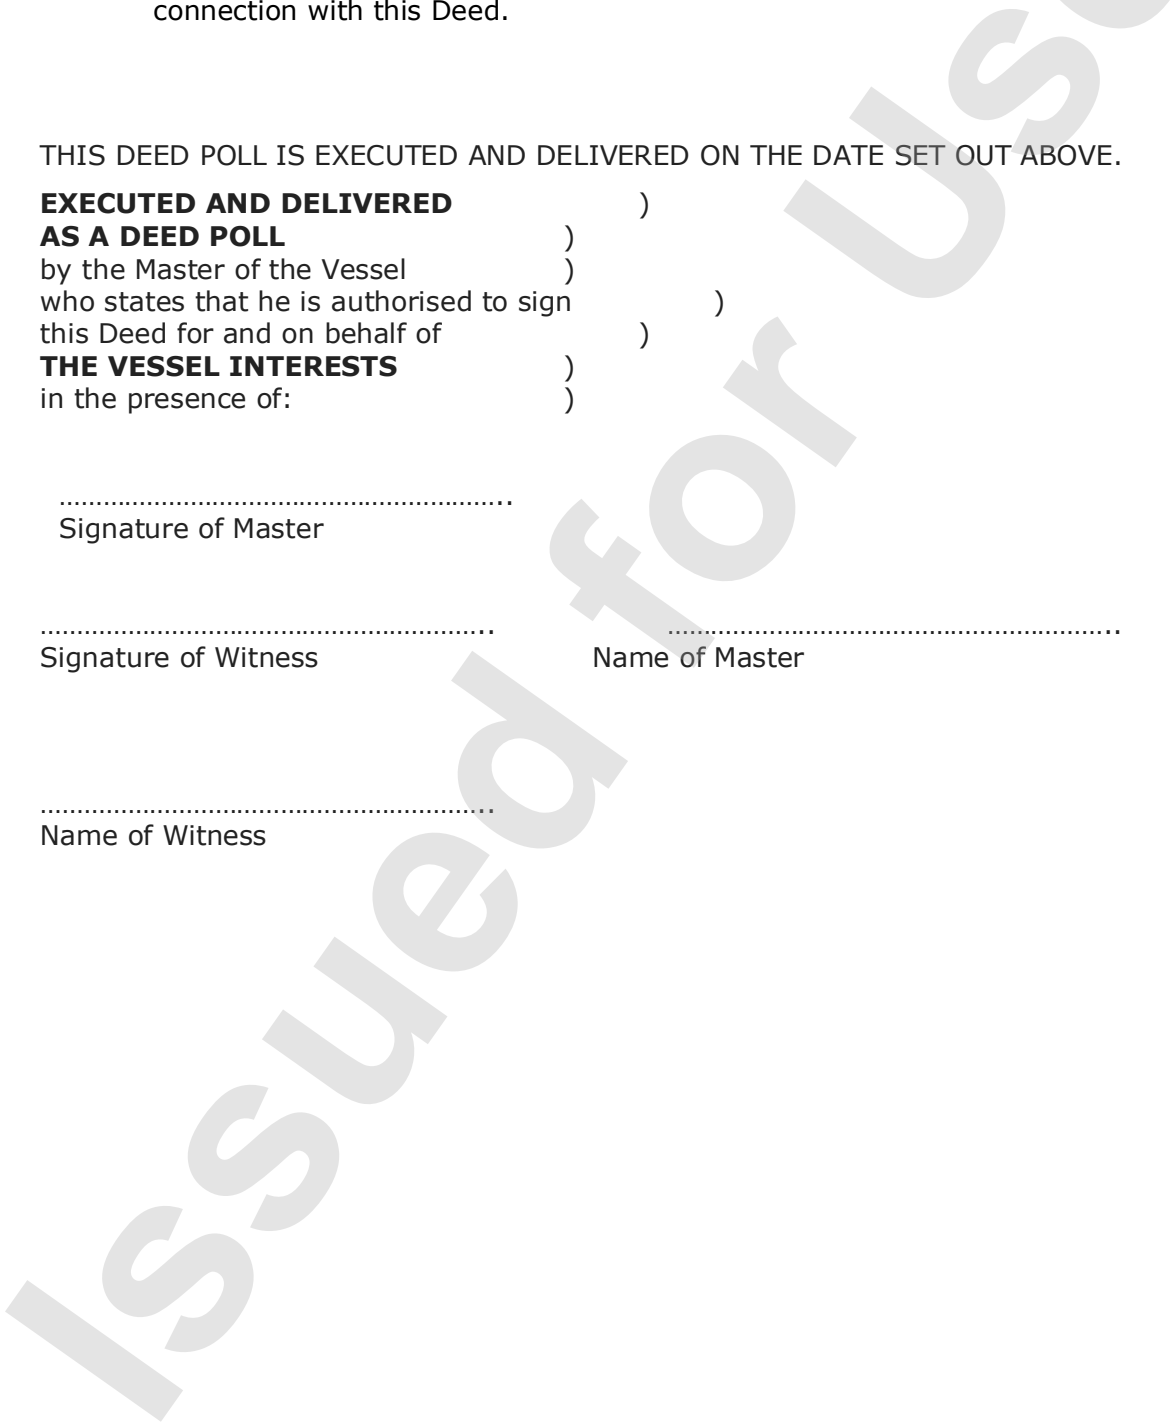 connection with this Deed.
THIS DEED POLL IS EXECUTED AND DELIVERED ON THE DATE SET OUT ABOVE.
EXECUTED AND DELIVERED )
AS A DEED POLL )
by the Master of the Vessel )
who states that he is authorised to sign )
this Deed for and on behalf of )
THE VESSEL INTERESTS )
in the presence of: )
……………………………………………………..
Signature of Master
…………………………………………………….. ……………………………………………………..
Signature of Witness Name of Master
……………………………………………………..
Name of Witness
Issued for Use